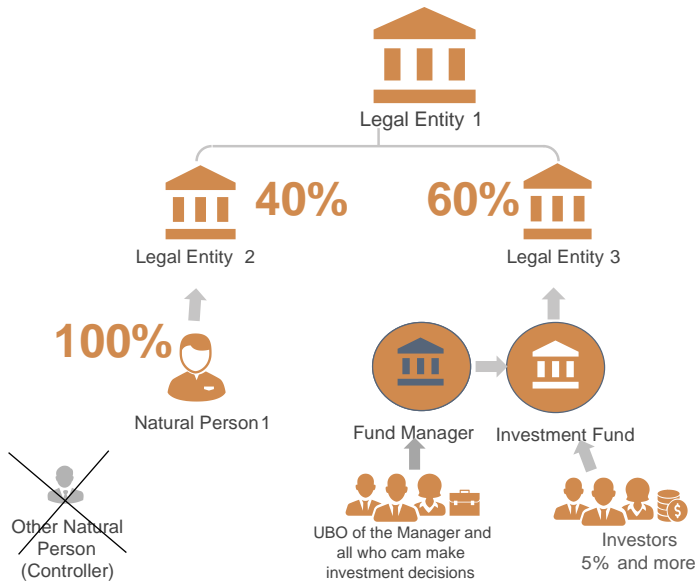 Legal Entity 1
40%
60%
Legal Entity 2
Legal Entity 3
100%
Natural Person 1
Fund Manager
Investment Fund
Other Natural
Person
(Controller)
UBO of the Manager and
all who cam make
investment decisions
$
Investors
5% and more